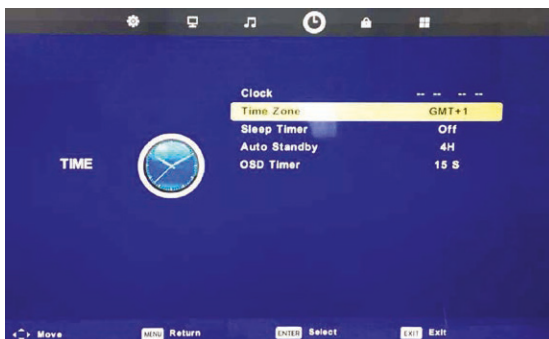 Clock -- -- -- --
Time Zone GMT+1
Sleep Timer Off
Auto Standby 4H
TIME
OSD Timer 15 S
Move MENU Return ENTER Select EXIT Exit